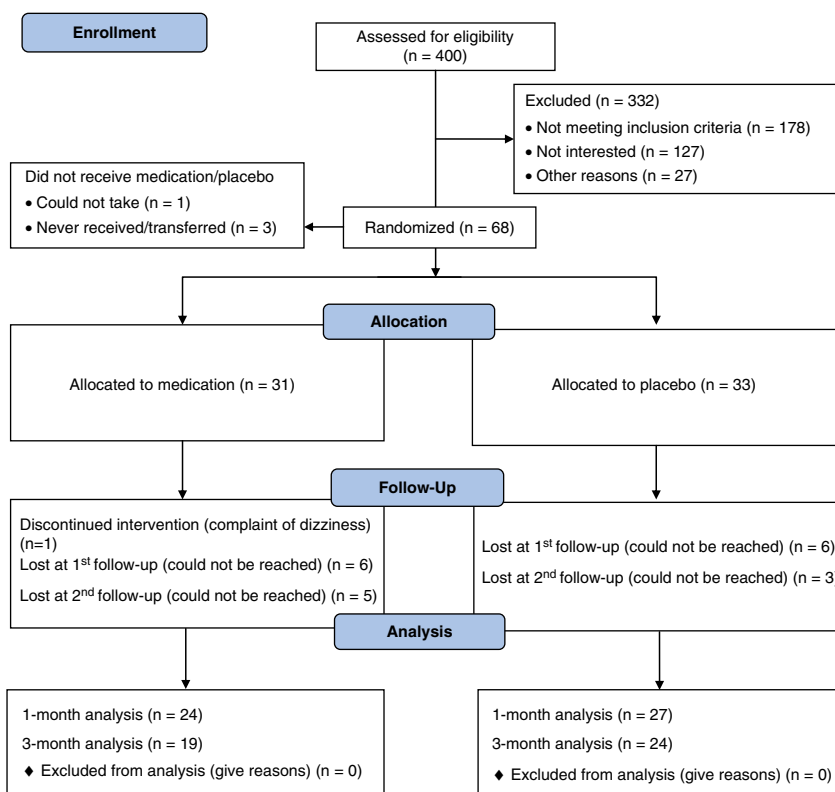 Enrollment
Assessed for eligibility
(n = 400)
Excluded (n = 332)
• Not meeting inclusion criteria (n = 178)
• Not interested (n = 127)
• Other reasons (n = 27)
Did not receive medication/placebo
• Could not take (n = 1)
• Never received/transferred (n = 3)
Randomized (n = 68)
Allocation
Allocated to medication (n = 31)
Allocated to placebo (n = 33)
Follow-Up
Discontinued intervention (complaint of dizziness)
(n=1)
Lost at 1st follow-up (could not be reached) (n = 6)
Lost at 2nd follow-up (could not be reached) (n = 5)
Lost at 1st follow-up (could not be reached) (n = 6)
Lost at 2nd follow-up (could not be reached) (n = 3)
Analysis
1-month analysis (n = 24)
3-month analysis (n = 19)
♦ Excluded from analysis (give reasons) (n = 0)
1-month analysis (n = 27)
3-month analysis (n = 24)
♦ Excluded from analysis (give reasons) (n = 0)